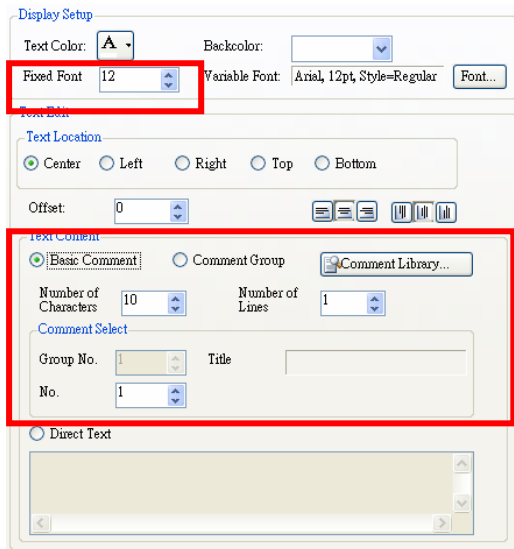 Display Setup
Text Color: A Backcolor:
Fixed Font 12 Variable Font: Arial, 12pt, Style=Regular Font...
Text Edit
Text Location
Center Left Right Top Bottom
Offset: 0
Text Content
Basic Comment Comment Group Comment Library...
Number of Characters 10 Number of Lines 1
Comment Select
Group No. 1 Title
No. 1
Direct Text